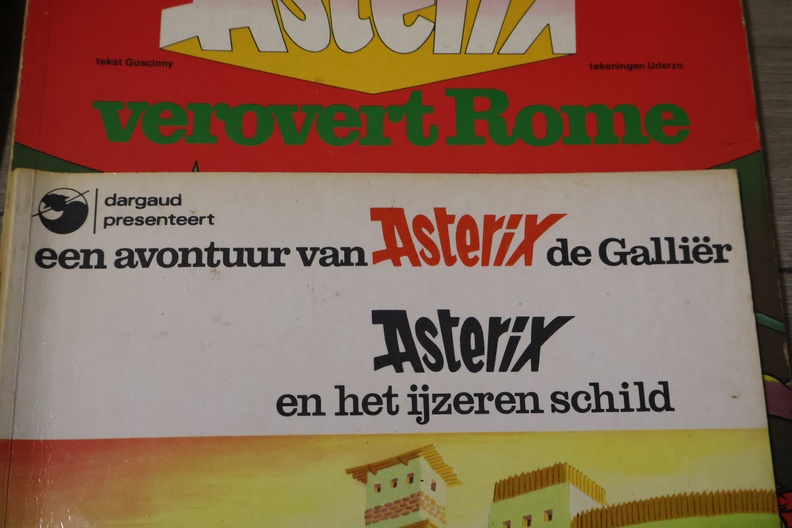 Asterix
tekst Goscinny
tekeningen Uderzo
verovert Rome
dargaud
presenteert
een avontuur van Asterix de Galliër
Asterix
en het ijzeren schild